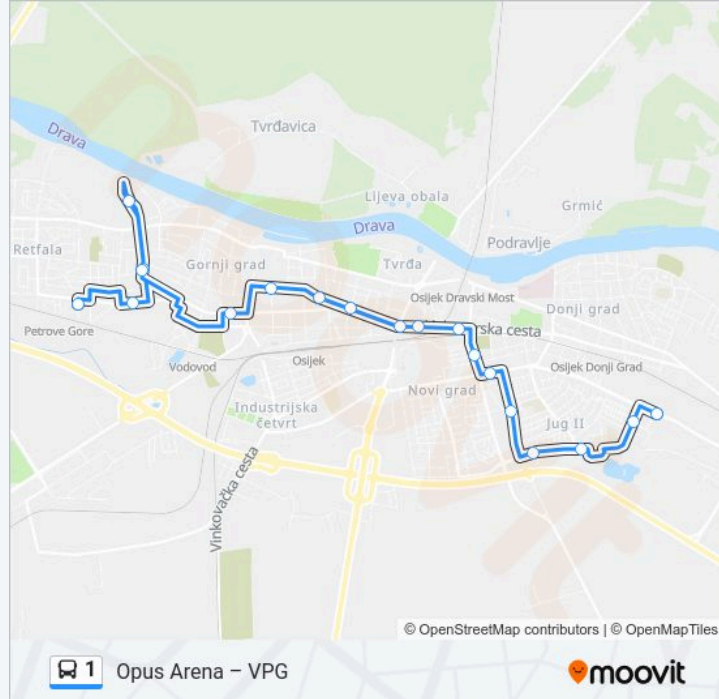 Drava
Tvrđavica
Lijeva obala
Grmić
Drava
Podravlje
Retfala
Gornji grad
Tvrđa
Osijek Dravski Most
Donji grad
Petrove Gore
rska cesta
Vodovod
Osijek
Osijek Donji Grad
Industrijska
četvrt
Novi grad
Jug II
Vinkovačka cesta
© OpenStreetMap contributors | © OpenMapTiles
1 Opus Arena – VPG
moovit